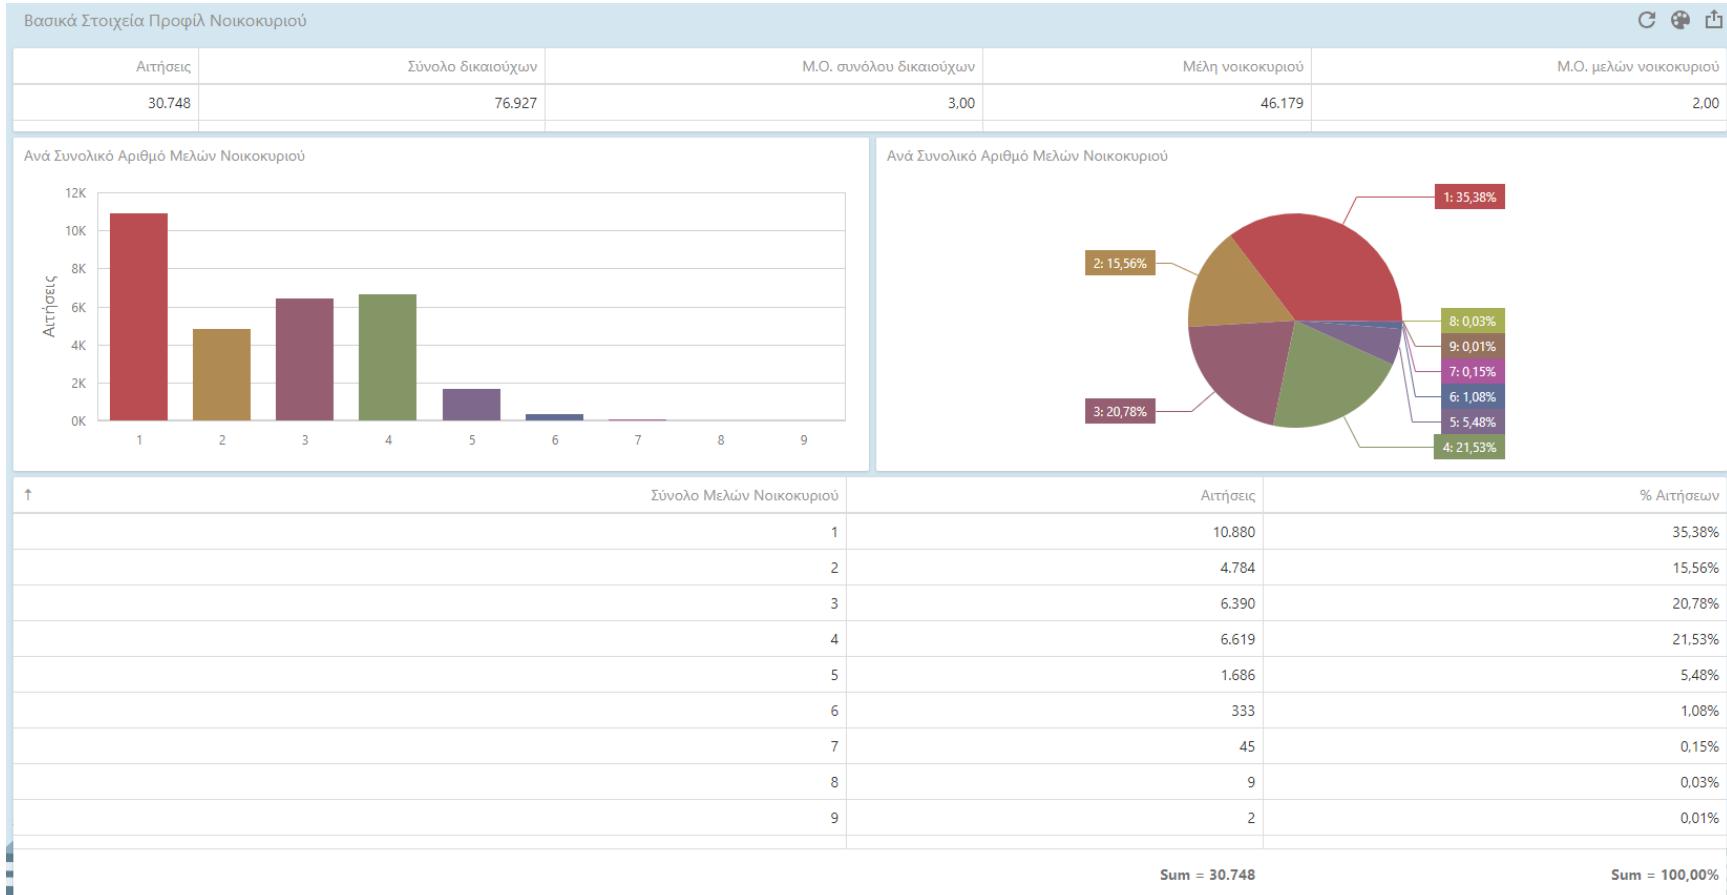 Βασικά Στοιχεία Προφίλ Νοικοκυριού
Αιτήσεις Σύνολο δικαιούχων Μ.Ο. συνόλου δικαιούχων Μέλη νοικοκυριού Μ.Ο. μελών νοικοκυριού
30.748 76.927 3,00 46.179 2,00
Ανά Συνολικό Αριθμό Μελών Νοικοκυριού
12K
10K
8K
6K
4K
2K
0K
Αιτήσεις
1 2 3 4 5 6 7 8 9
Ανά Συνολικό Αριθμό Μελών Νοικοκυριού
1: 35,38%
2: 15,56%
8: 0,03%
9: 0,01%
7: 0,15%
6: 1,08%
3: 20,78%
5: 5,48%
4: 21,53%
↑ Σύνολο Μελών Νοικοκυριού Αιτήσεις % Αιτήσεων
1 10.880 35,38%
2 4.784 15,56%
3 6.390 20,78%
4 6.619 21,53%
5 1.686 5,48%
6 333 1,08%
7 45 0,15%
8 9 0,03%
9 2 0,01%
Sum = 30.748 Sum = 100,00%